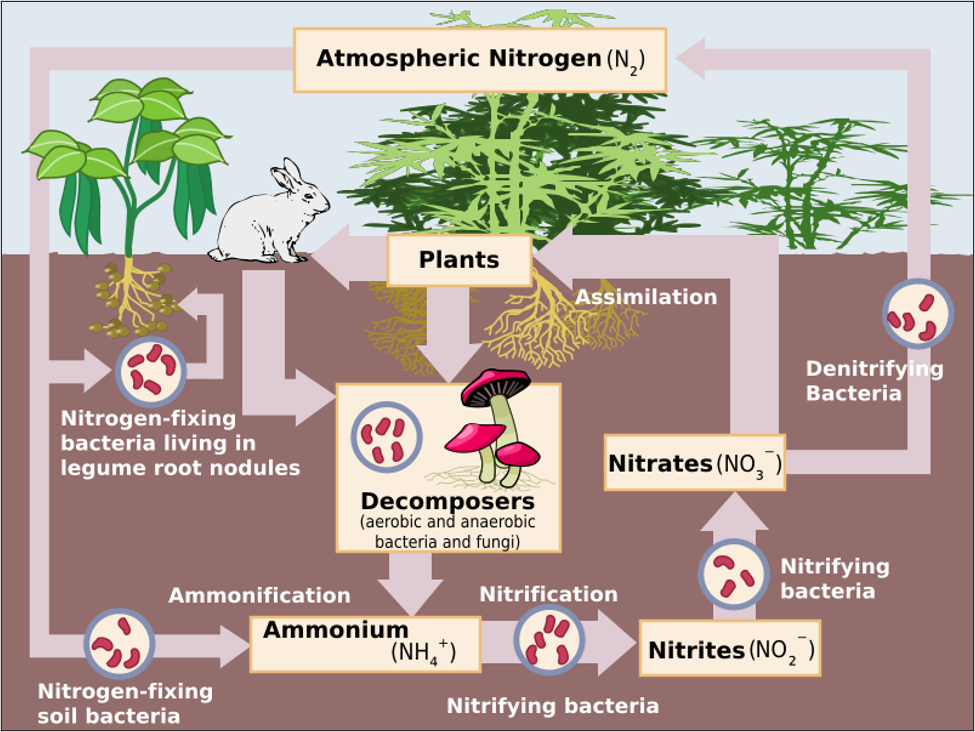 Atmospheric Nitrogen (N₂)
Plants
Assimilation
Denitrifying
Bacteria
Nitrogen-fixing
bacteria living in
legume root nodules
Nitrates (NO₃⁻)
Decomposers
(aerobic and anaerobic
bacteria and fungi)
Nitrifying
bacteria
Ammonification
Nitrification
Ammonium
(NH₄⁺)
Nitrites (NO₂⁻)
Nitrogen-fixing
soil bacteria
Nitrifying bacteria